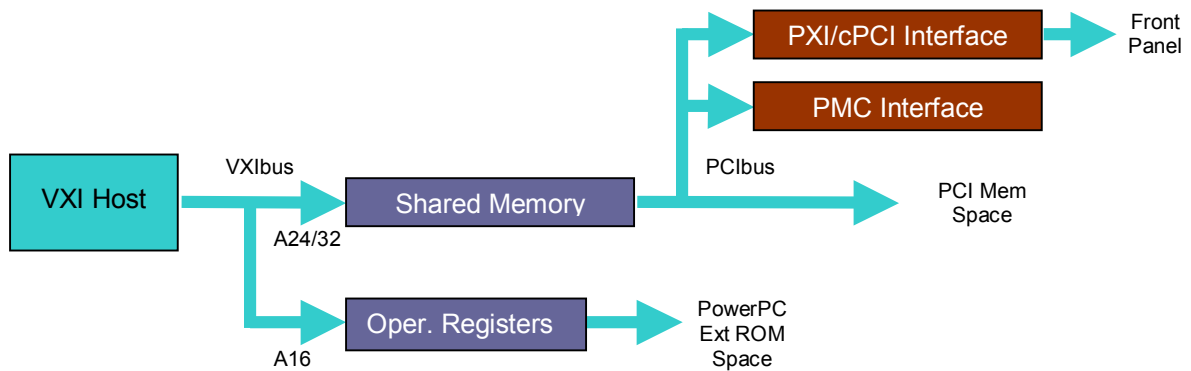 PXI/cPCI Interface
Front
Panel
PMC Interface
VXI Host
VXIbus
Shared Memory
PCIbus
PCI Mem
Space
A24/32
Oper. Registers
PowerPC
Ext ROM
Space
A16